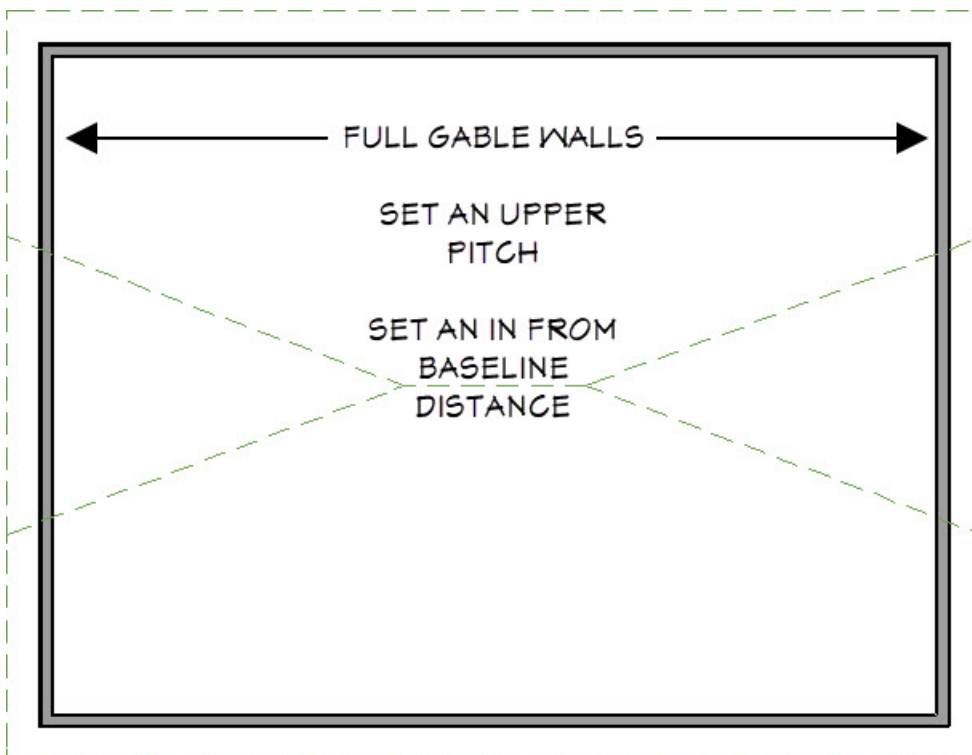 FULL GABLE WALLS
SET AN UPPER
PITCH
SET AN IN FROM
BASELINE
DISTANCE